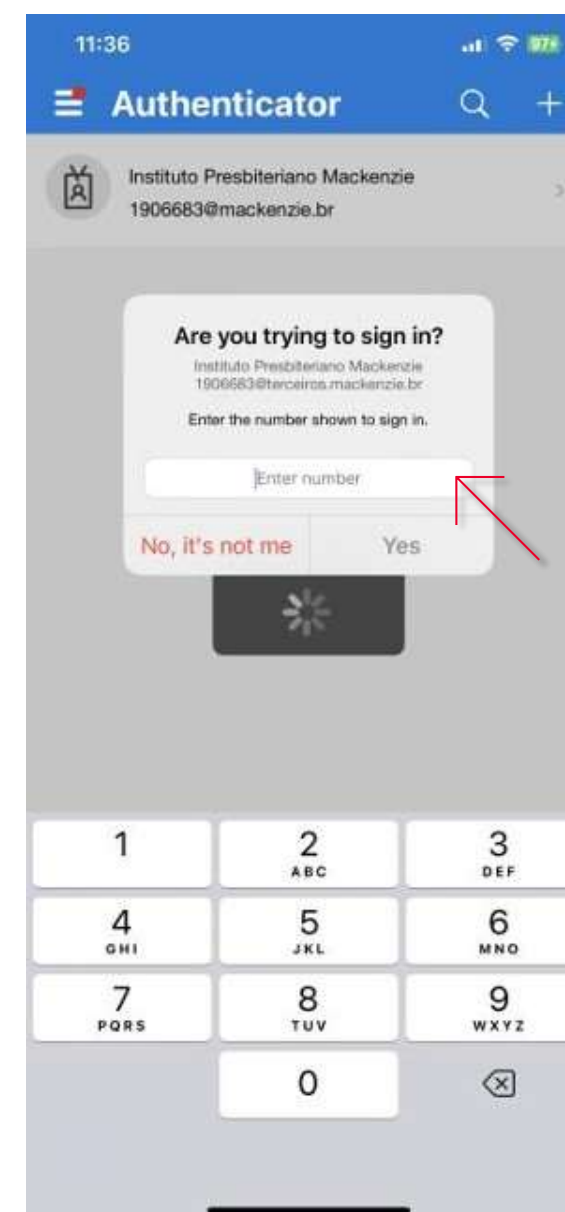 11:36
97+
Authenticator
Instituto Presbiteriano Mackenzie
1906683@mackenzie.br
Are you trying to sign in?
Instituto Presbiteriano Mackenzie
1906683@terceiros.mackenzie.br
Enter the number shown to sign in.
Enter number
No, it's not me
Yes
1
2
ABC
3
DEF
4
GHI
5
JKL
6
MNO
7
PQRS
8
TUV
9
WXYZ
0